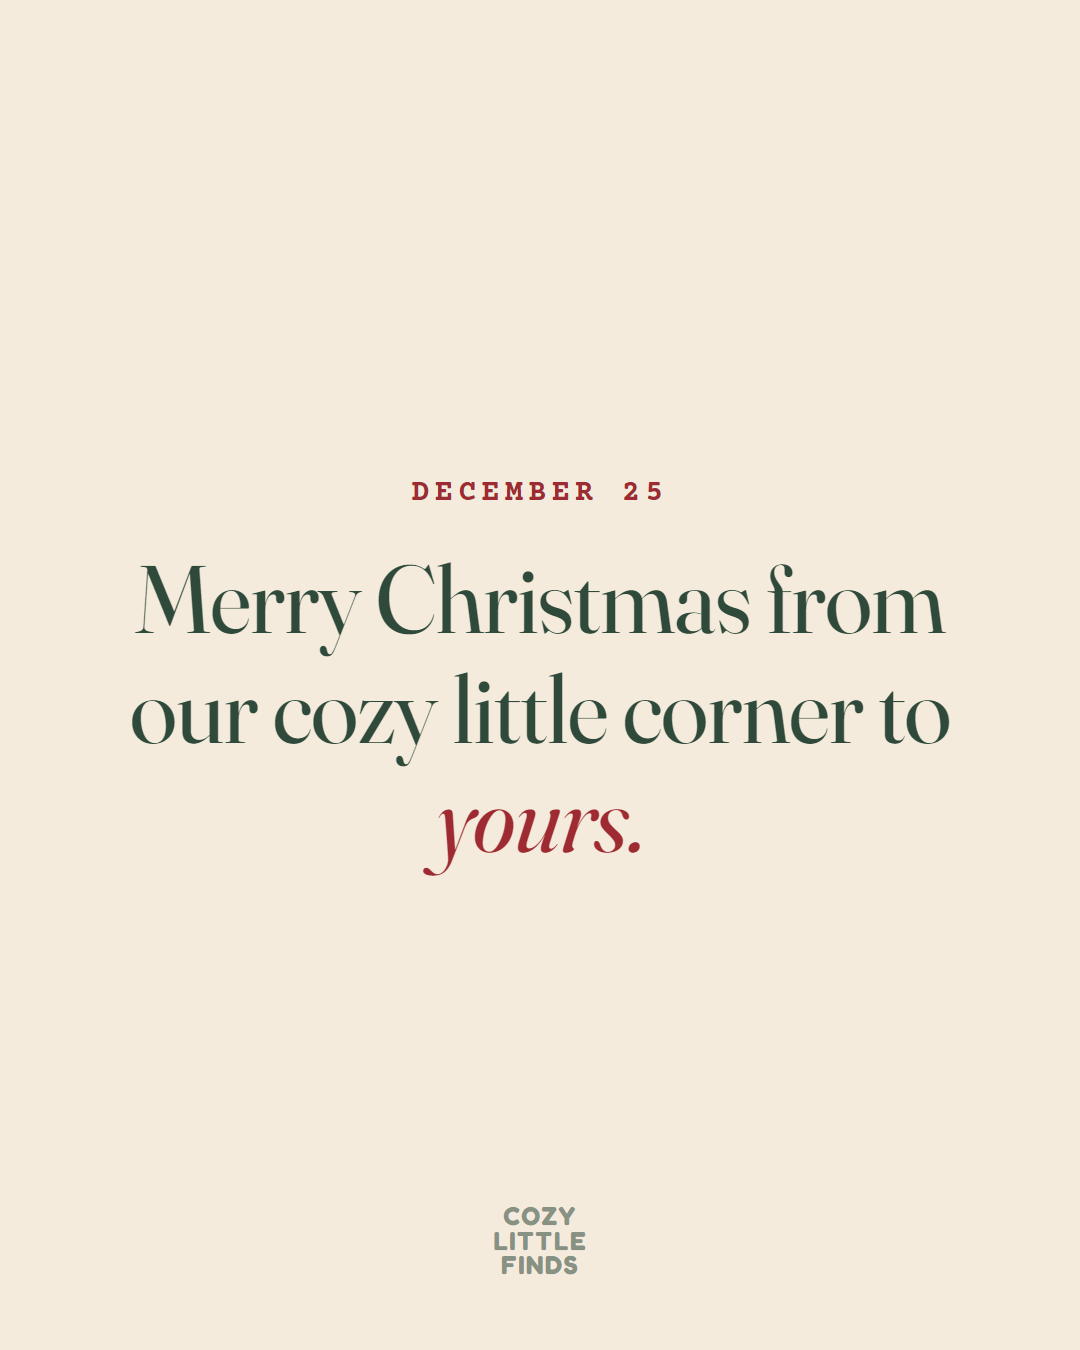 DECEMBER 25
Merry Christmas from
our cozy little corner to
yours.
COZY
LITTLE
FINDS